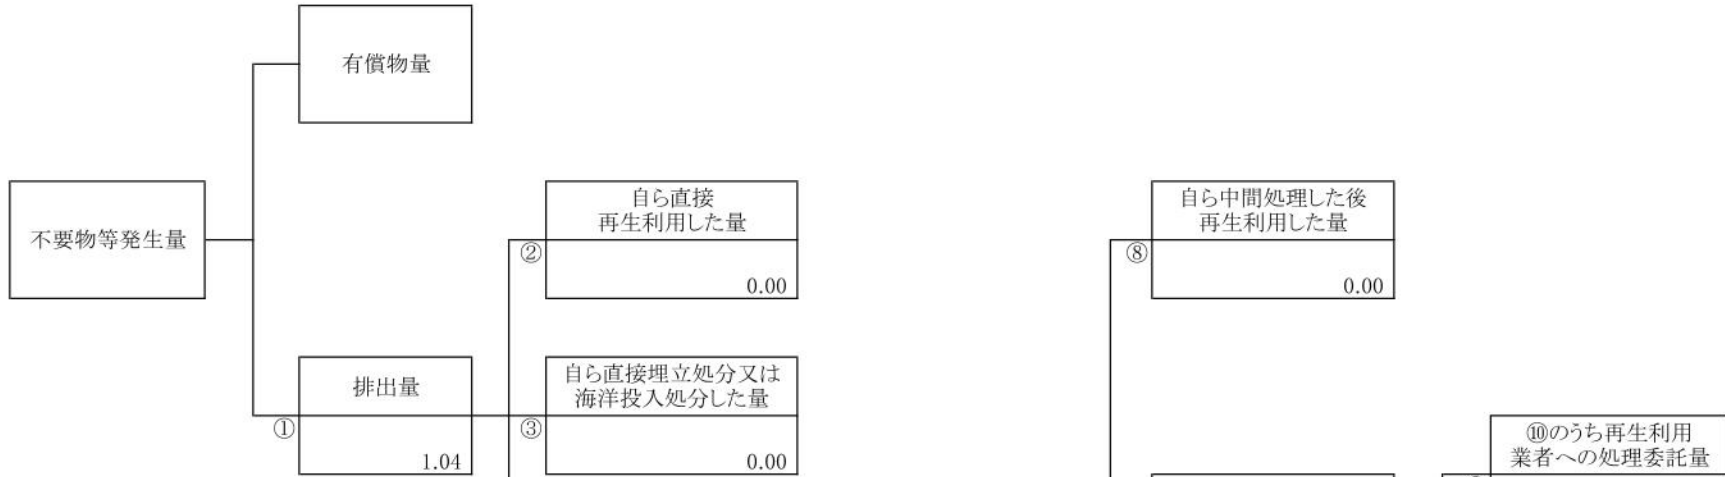 有償物量
不要物等発生量
自ら直接
再生利用した量
②
0.00
自ら中間処理した後
再生利用した量
⑧
0.00
排出量
①
1.04
自ら直接埋立処分又は
海洋投入処分した量
③
0.00
⑩のうち再生利用
業者への処理委託量